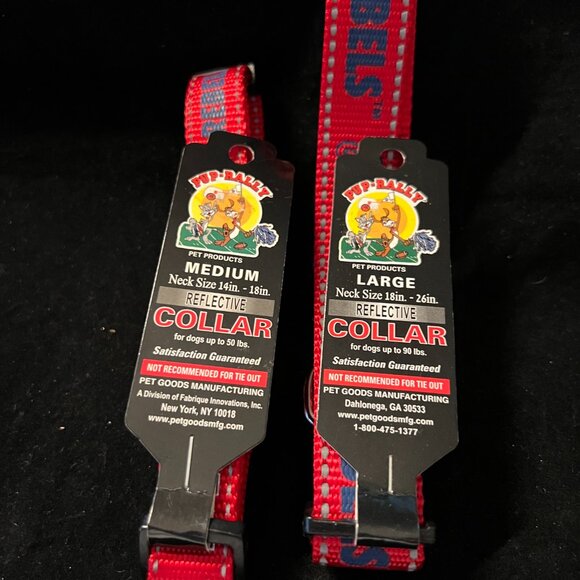 PUP-RALLY
PET PRODUCTS
MEDIUM
Neck Size 14in. - 18in.
REFLECTIVE
COLLAR
for dogs up to 50 lbs.
Satisfaction Guaranteed
NOT RECOMMENDED FOR TIE OUT
PET GOODS MANUFACTURING
A Division of Fabrique Innovations, Inc.
New York, NY 10018
www.petgoodsmfg.com
BELS
PUP-RALLY
PET PRODUCTS
LARGE
Neck Size 18in. - 26in.
REFLECTIVE
COLLAR
for dogs up to 90 lbs.
Satisfaction Guaranteed
NOT RECOMMENDED FOR TIE OUT
PET GOODS MANUFACTURING
Dahlonega, GA 30533
www.petgoodsmfg.com
1-800-475-1377